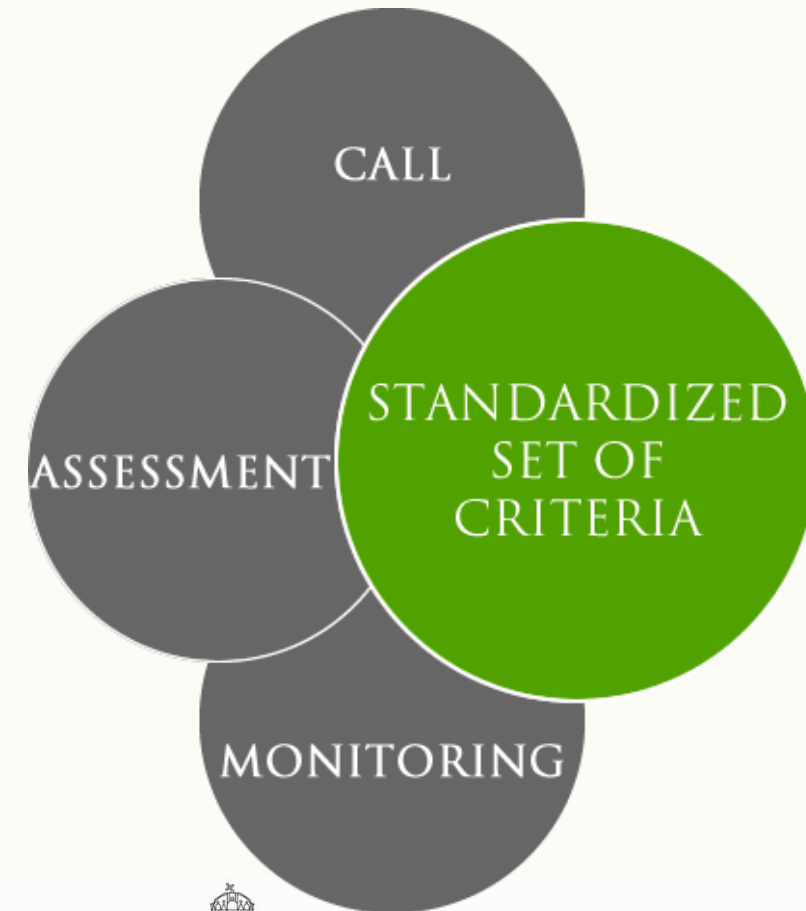 CALL
STANDARDIZED
SET OF
CRITERIA
ASSESSMENT
MONITORING